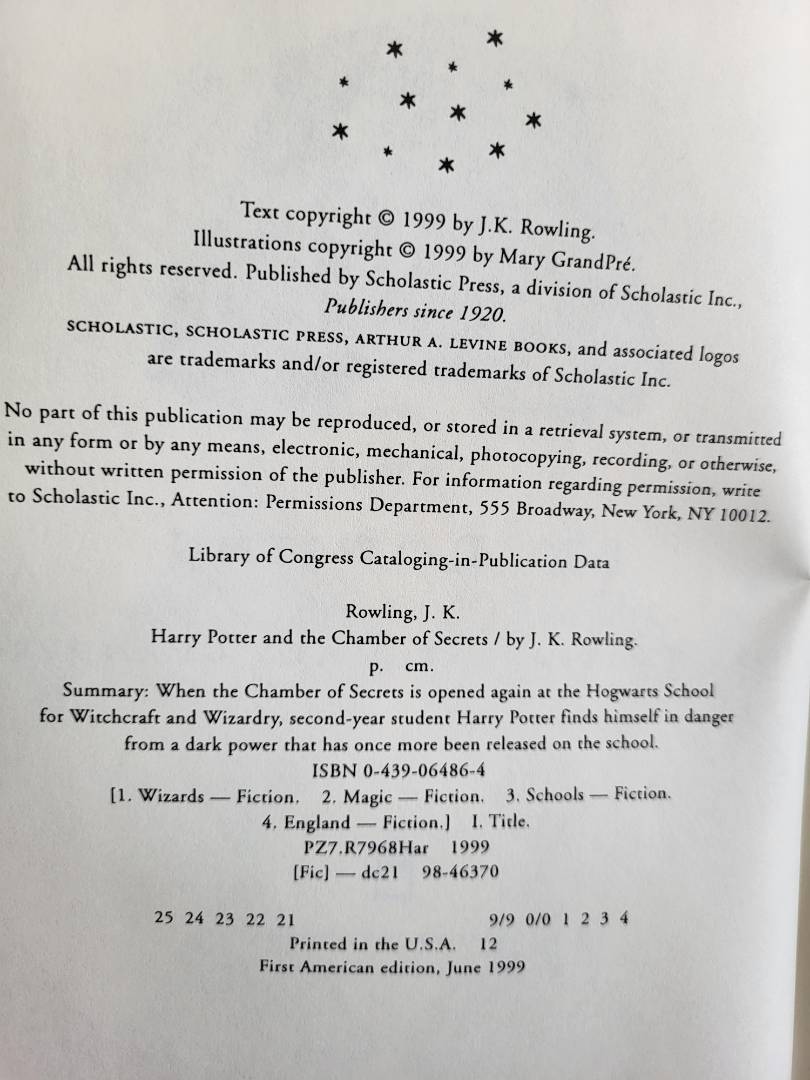 Text copyright © 1999 by J.K. Rowling.
Illustrations copyright © 1999 by Mary GrandPré.
All rights reserved. Published by Scholastic Press, a division of Scholastic Inc.,
Publishers since 1920.
SCHOLASTIC, SCHOLASTIC PRESS, ARTHUR A. LEVINE BOOKS, and associated logos
are trademarks and/or registered trademarks of Scholastic Inc.
No part of this publication may be reproduced, or stored in a retrieval system, or transmitted
in any form or by any means, electronic, mechanical, photocopying, recording, or otherwise,
without written permission of the publisher. For information regarding permission, write
to Scholastic Inc., Attention: Permissions Department, 555 Broadway, New York, NY 10012.
Library of Congress Cataloging-in-Publication Data
Rowling, J. K.
Harry Potter and the Chamber of Secrets / by J. K. Rowling.
p. cm.
Summary: When the Chamber of Secrets is opened again at the Hogwarts School
for Witchcraft and Wizardry, second-year student Harry Potter finds himself in danger
from a dark power that has once more been released on the school.
ISBN 0-439-06486-4
[1. Wizards — Fiction. 2. Magic — Fiction. 3. Schools — Fiction.
4. England — Fiction.] I. Title.
PZ7.R7968Har 1999
[Fic] — dc21 98-46370
25 24 23 22 21 9/9 0/0 1 2 3 4
Printed in the U.S.A. 12
First American edition, June 1999